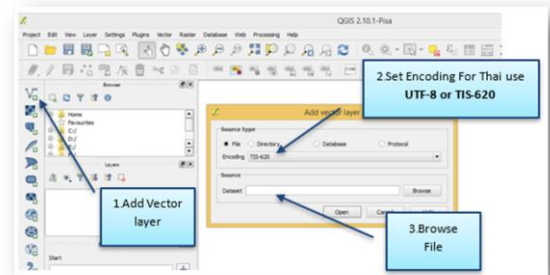 QGIS 2.10.1-Pisa
Project Edit View Layer Settings Plugins Vector Raster Database Web Processing Help
Browser
Home
Favourites
C:/
D:/
E:/
Layers
Start
Add vector layer
Source type
File Directory Database Protocol
Encoding TIS-620
Source
Dataset Browse
Open
1.Add Vector
layer
2.Set Encoding For Thai use
UTF-8 or TIS-620
3.Browse
File